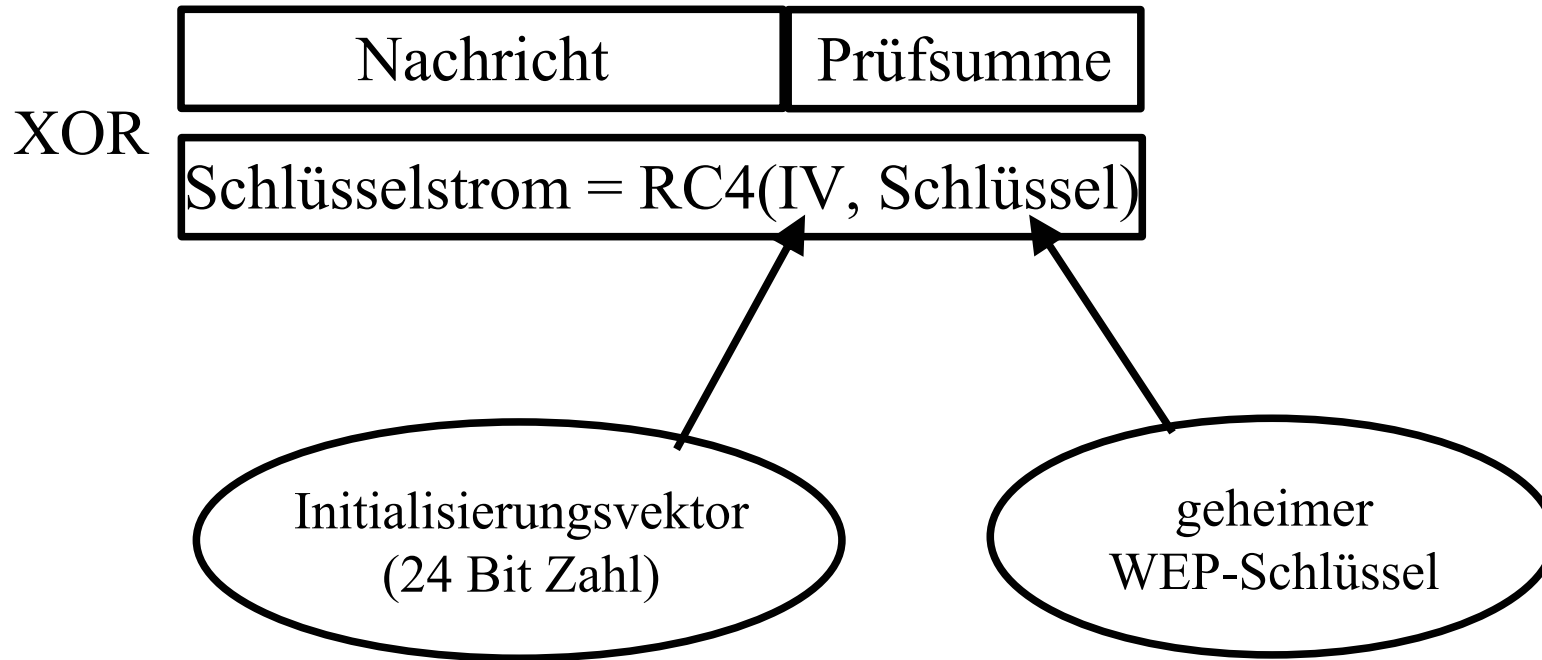 Nachricht
Prüfsumme
XOR
Schlüsselstrom = RC4(IV, Schlüssel)
Initialisierungsvektor
(24 Bit Zahl)
geheimer
WEP-Schlüssel